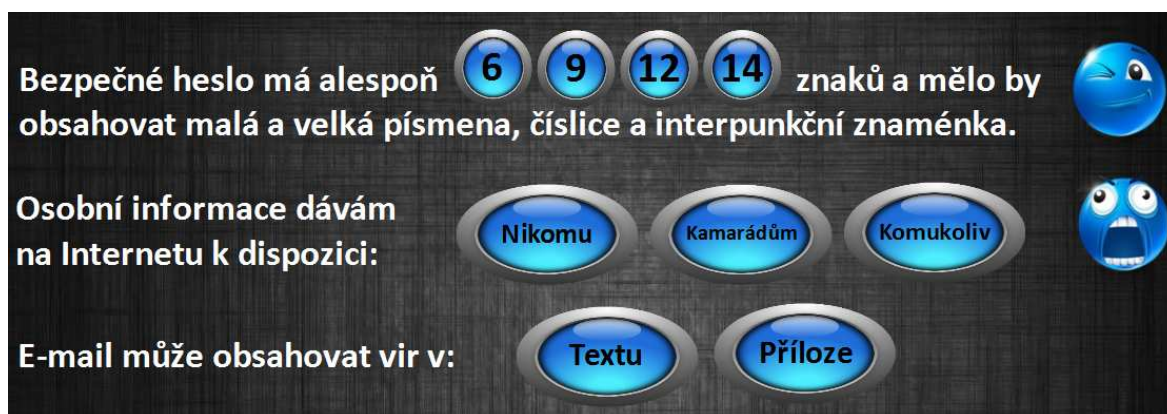 Bezpečné heslo má alespoň 6 9 12 14 znaků a mělo by
obsahovat malá a velká písmena, číslice a interpunkční znaménka.
Osobní informace dávám
na Internetu k dispozici: Nikomu Kamarádům Komukoliv
E-mail může obsahovat vir v: Textu Příloze